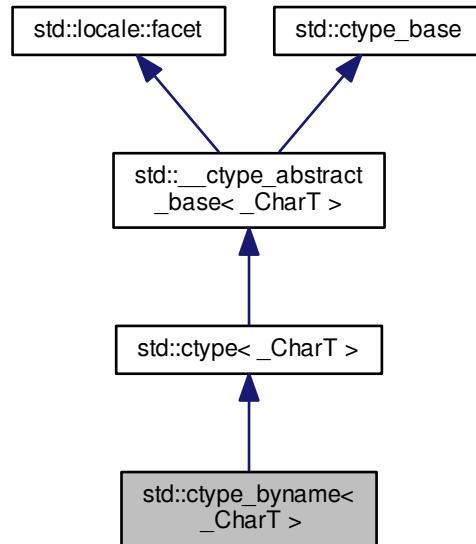 std::locale::facet
std::ctype_base
std::__ctype_abstract
_base< _CharT >
std::ctype< _CharT >
std::ctype_byname<
_CharT >